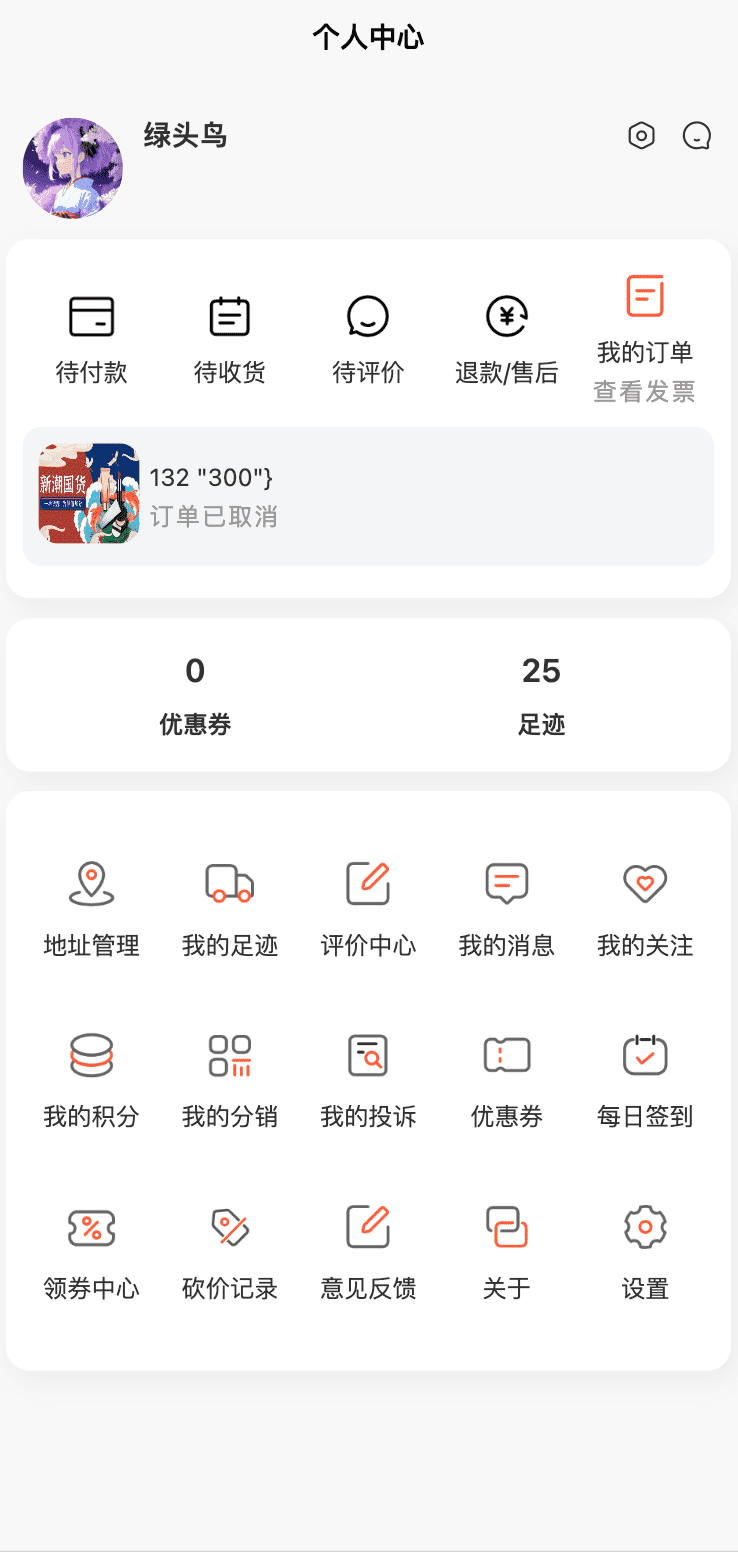 个人中心
绿头鸟
待付款 待收货 待评价 退款/售后 我的订单
查看发票
新潮国货
132 "300"}
订单已取消
0 25
优惠券 足迹
地址管理 我的足迹 评价中心 我的消息 我的关注
我的积分 我的分销 我的投诉 优惠券 每日签到
领券中心 砍价记录 意见反馈 关于 设置